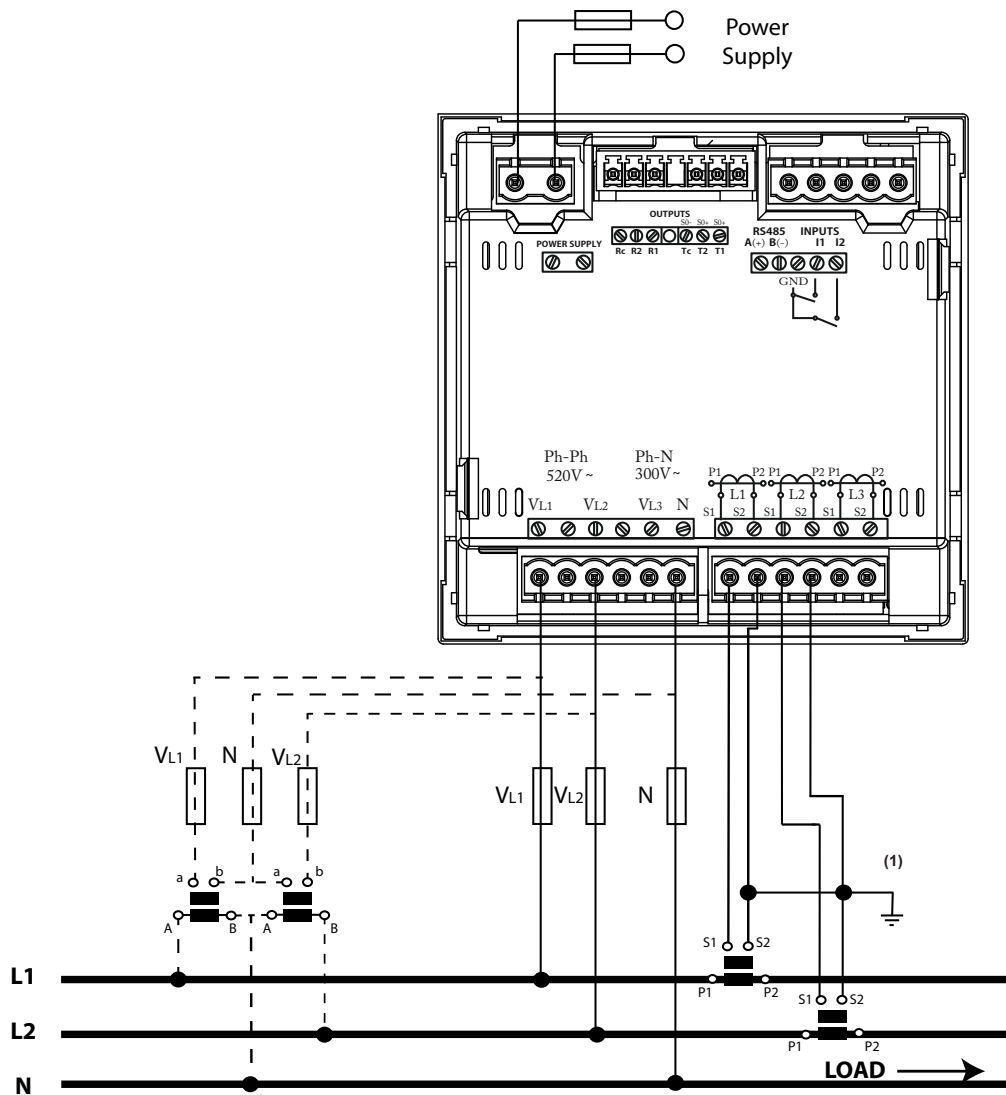 Power
Supply
OUTPUTS
S0- S0+ S0+
Rc R2 R1 Tc T2 T1
POWER SUPPLY
RS485 INPUTS
A(+) B(-) I1 I2
GND
Ph-Ph Ph-N
520V~ 300V~
P1 P2 P1 P2 P1 P2
L1 L2 L3
VL1 VL2 VL3 N
S1 S2 S1 S2 S1 S2
VL1 N VL2
VL1 VL2 N
(1)
a b a b
A B A B
S1 S2
L1
P1 P2
S1 S2
L2
P1 P2
LOAD
N